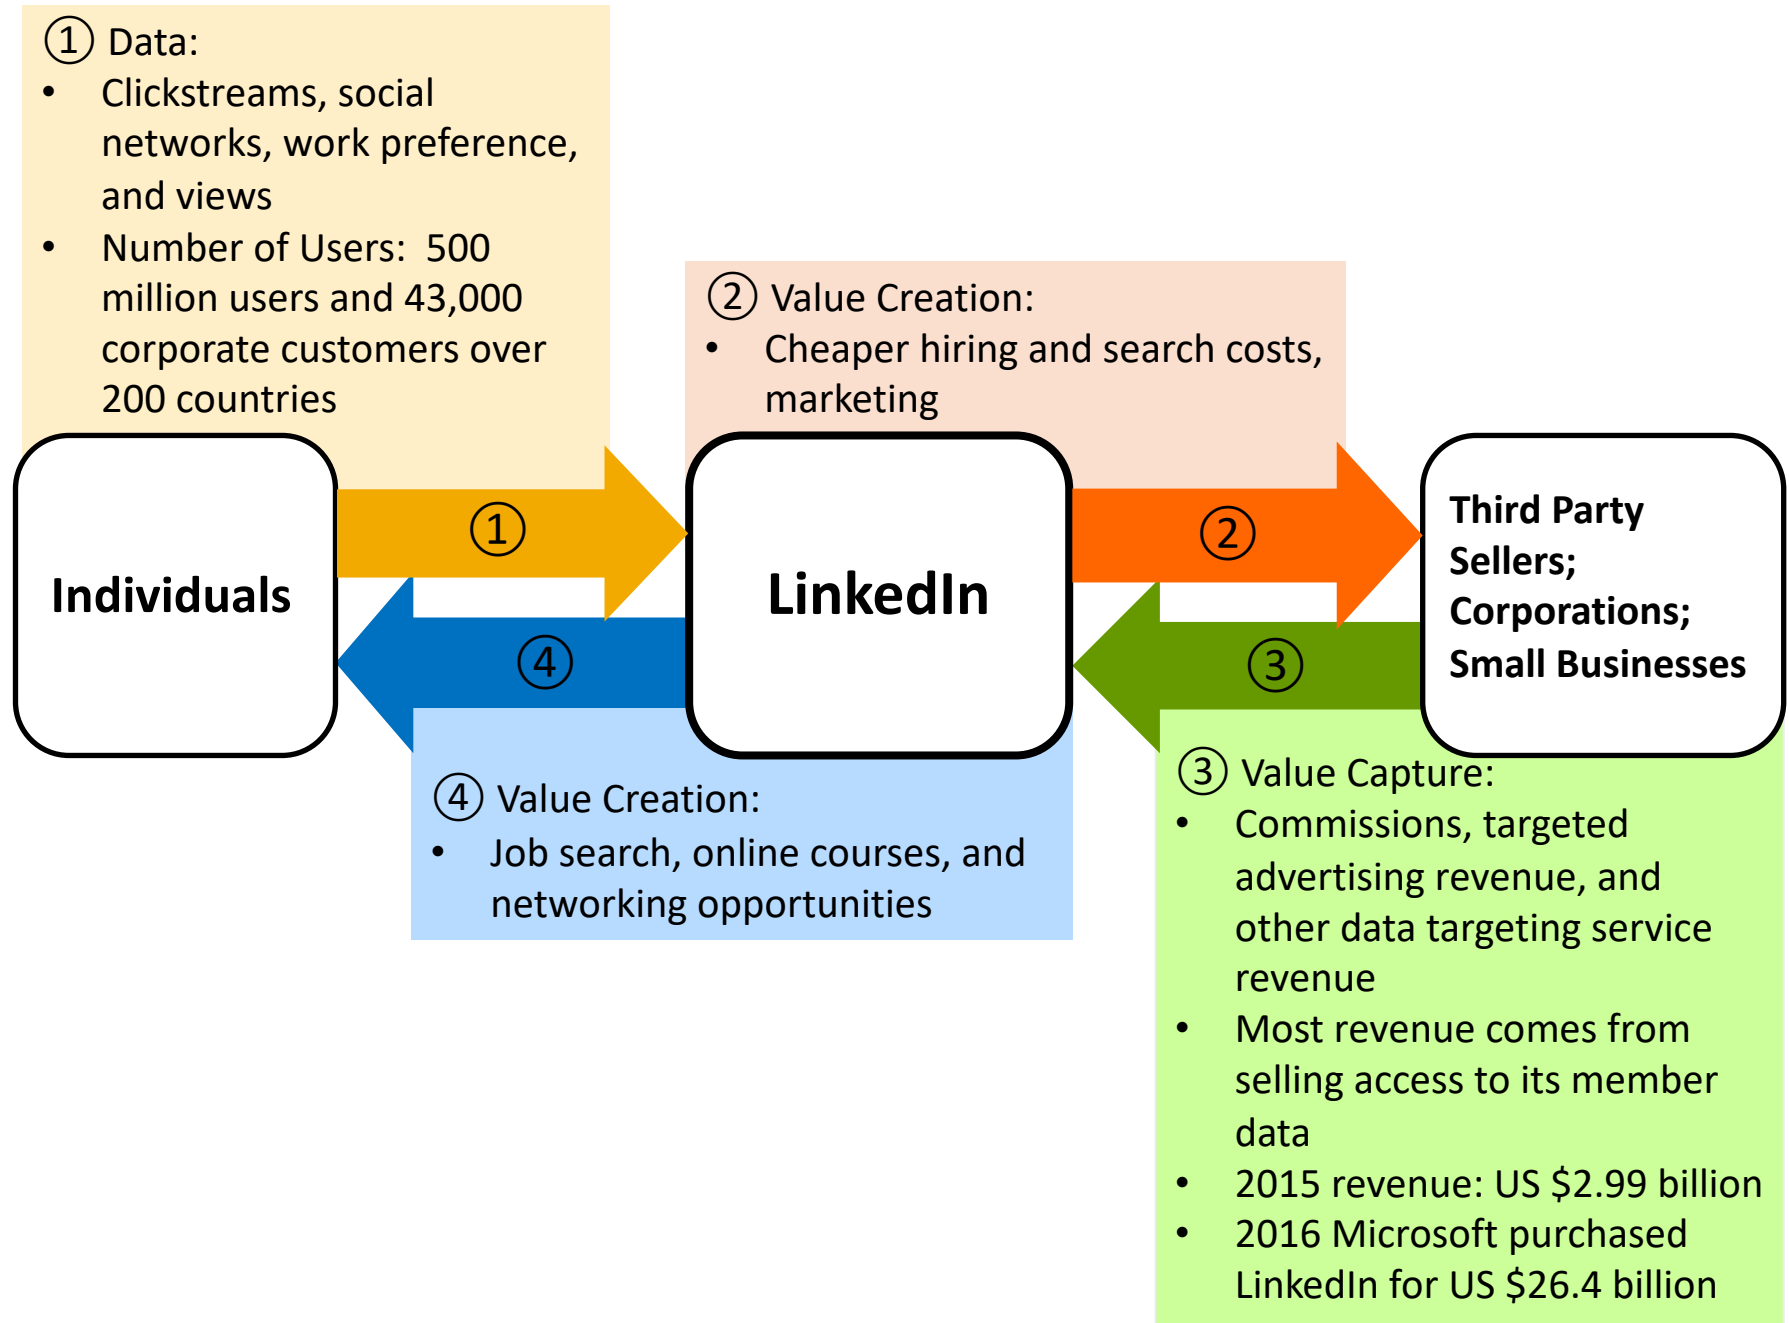 ① Data:
• Clickstreams, social
networks, work preference,
and views
• Number of Users: 500
million users and 43,000
corporate customers over
200 countries
② Value Creation:
• Cheaper hiring and search costs,
marketing
Individuals
①
LinkedIn
②
Third Party
Sellers;
Corporations;
Small Businesses
④
③
④ Value Creation:
• Job search, online courses, and
networking opportunities
③ Value Capture:
• Commissions, targeted
advertising revenue, and
other data targeting service
revenue
• Most revenue comes from
selling access to its member
data
• 2015 revenue: US $2.99 billion
• 2016 Microsoft purchased
LinkedIn for US $26.4 billion